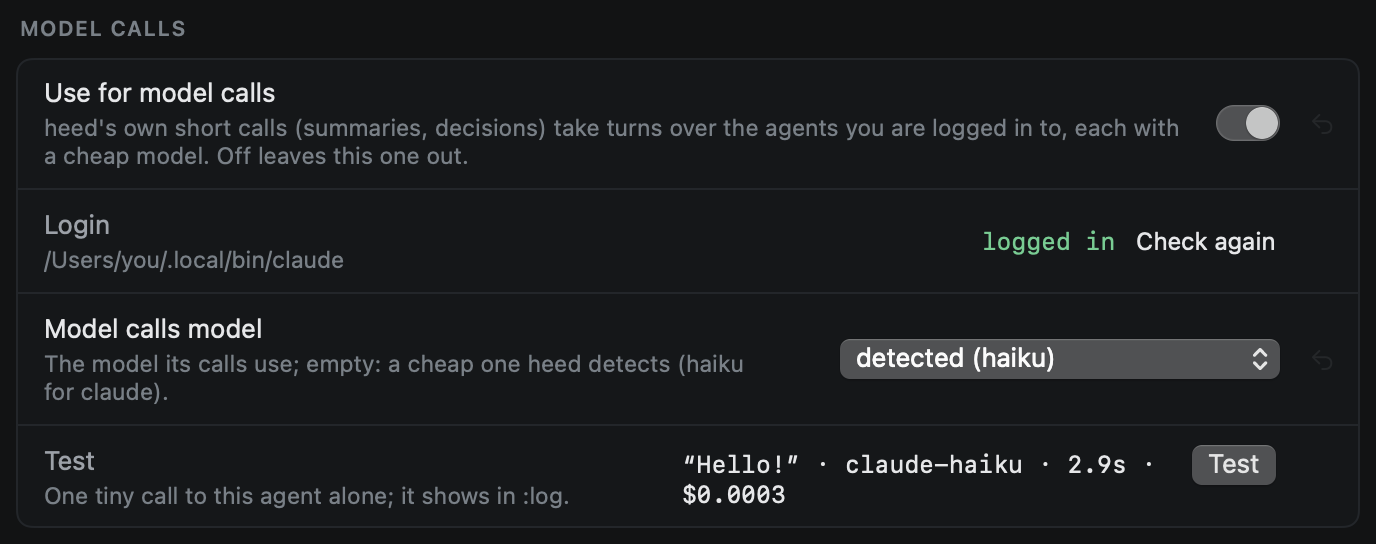 MODEL CALLS
Use for model calls
heed's own short calls (summaries, decisions) take turns over the agents you are logged in to, each with
a cheap model. Off leaves this one out.
Login
/Users/you/.local/bin/claude
logged in Check again
Model calls model
The model its calls use; empty: a cheap one heed detects (haiku
for claude).
detected (haiku)
Test
One tiny call to this agent alone; it shows in :log.
“Hello!” · claude-haiku · 2.9s ·
$0.0003
Test